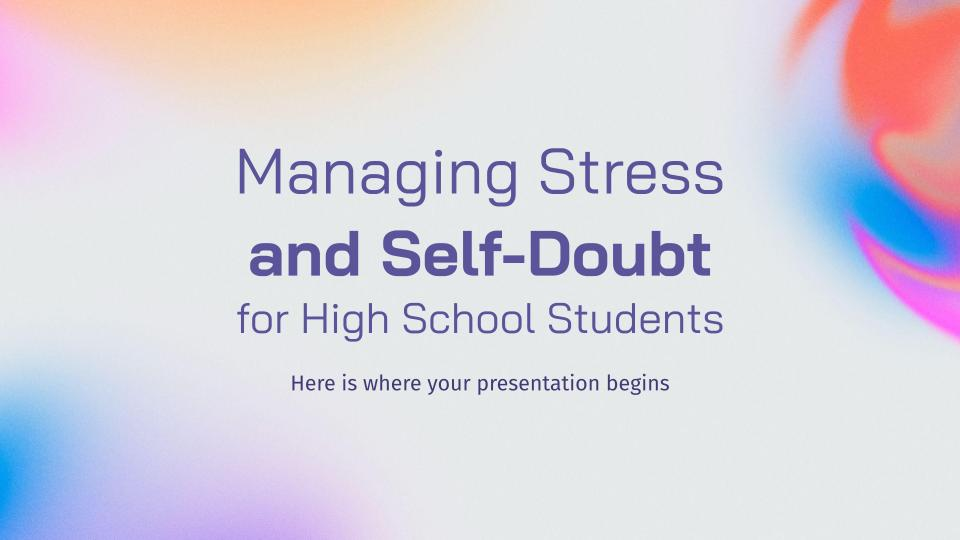 Managing Stress
and Self-Doubt
for High School Students
Here is where your presentation begins